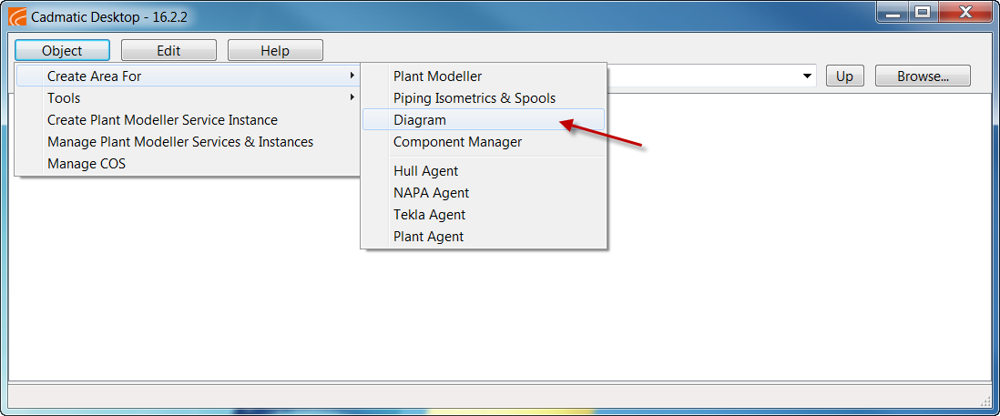 Cadmatic Desktop - 16.2.2
Object Edit Help
Up Browse...
Create Area For
Tools
Create Plant Modeller Service Instance
Manage Plant Modeller Services & Instances
Manage COS
Plant Modeller
Piping Isometrics & Spools
Diagram
Component Manager
Hull Agent
NAPA Agent
Tekla Agent
Plant Agent